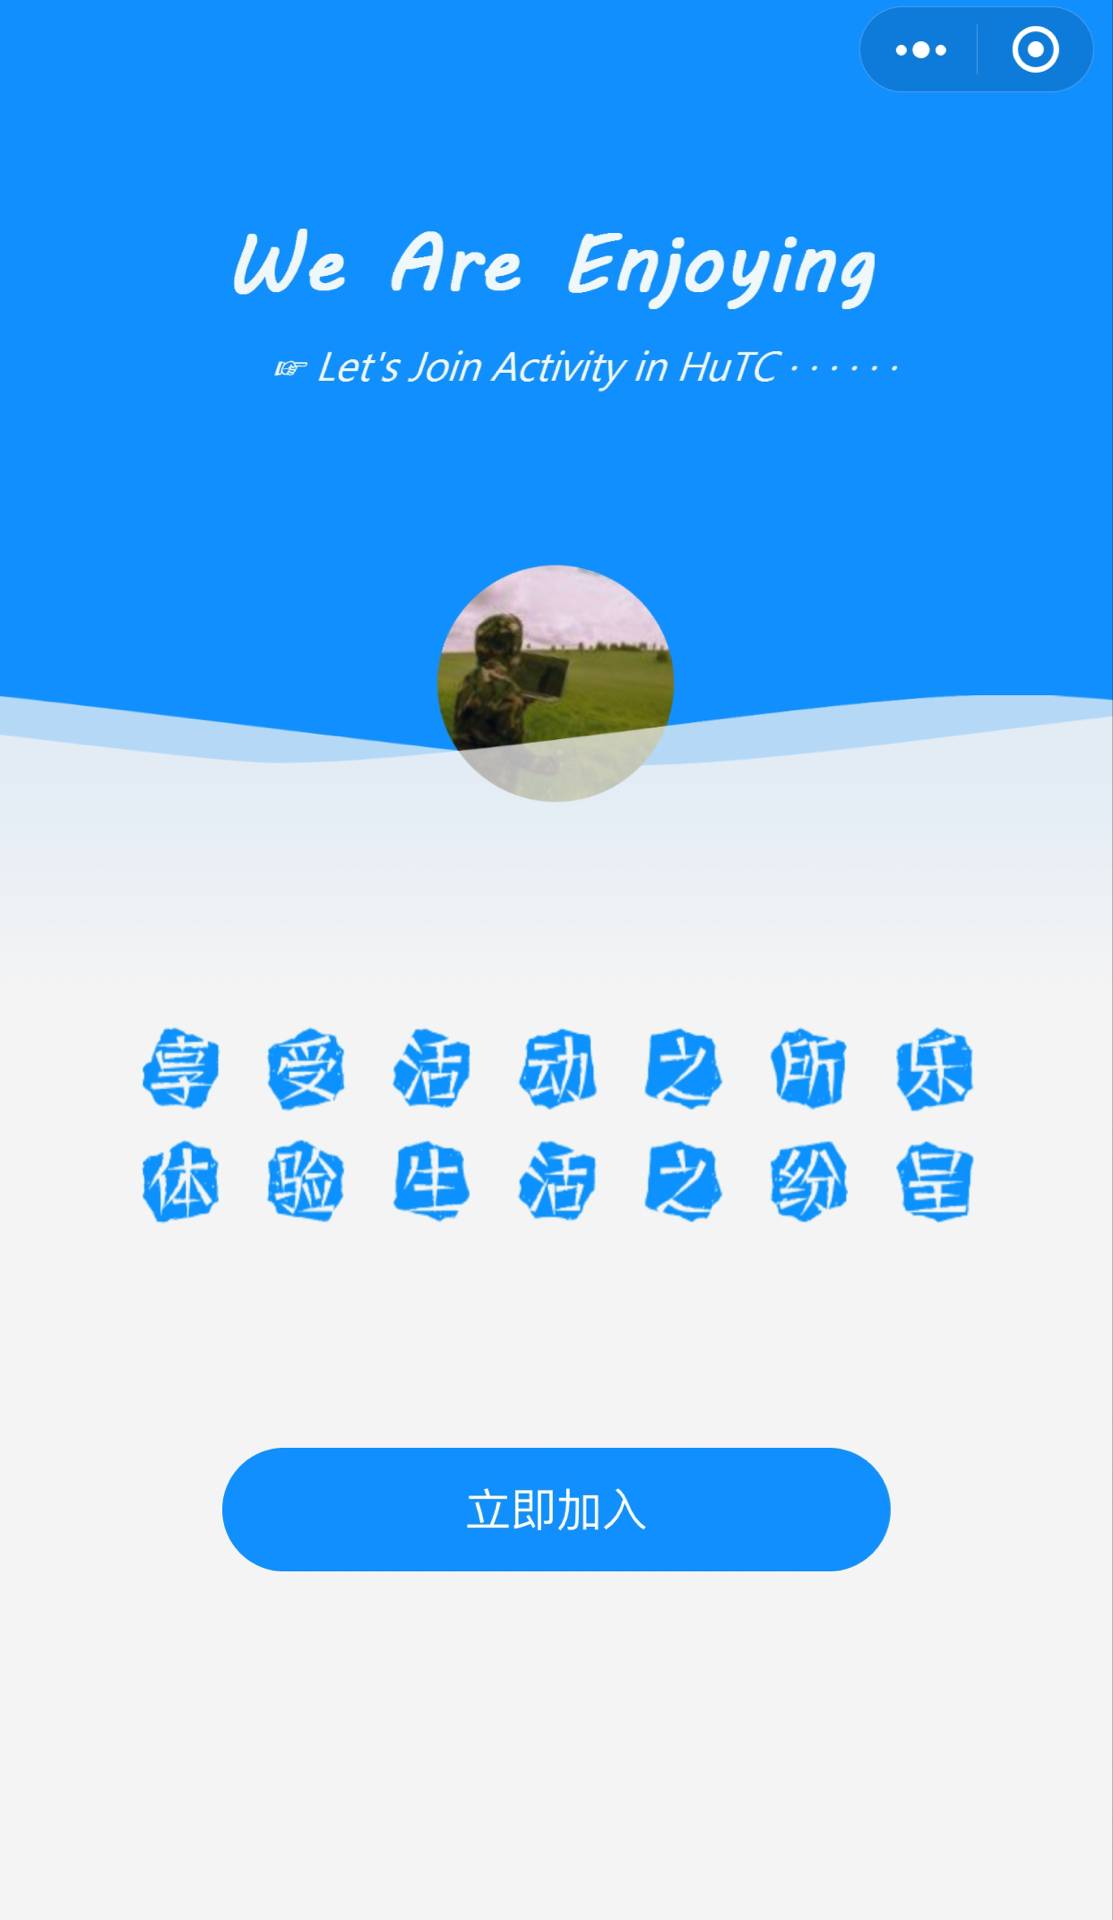 We Are Enjoying
☞ Let's Join Activity in HuTC · · · · · ·
享受活动之所乐
体验生活之纷呈
立即加入